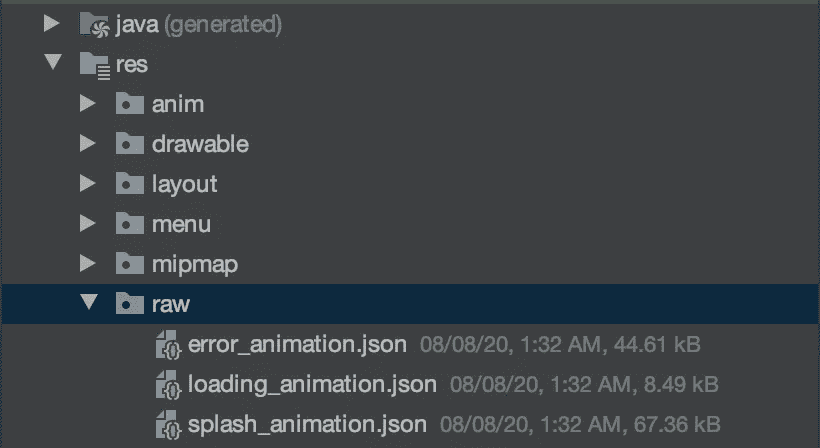 java (generated)
res
anim
drawable
layout
menu
mipmap
raw
error_animation.json 08/08/20, 1:32 AM, 44.61 kB
loading_animation.json 08/08/20, 1:32 AM, 8.49 kB
splash_animation.json 08/08/20, 1:32 AM, 67.36 kB